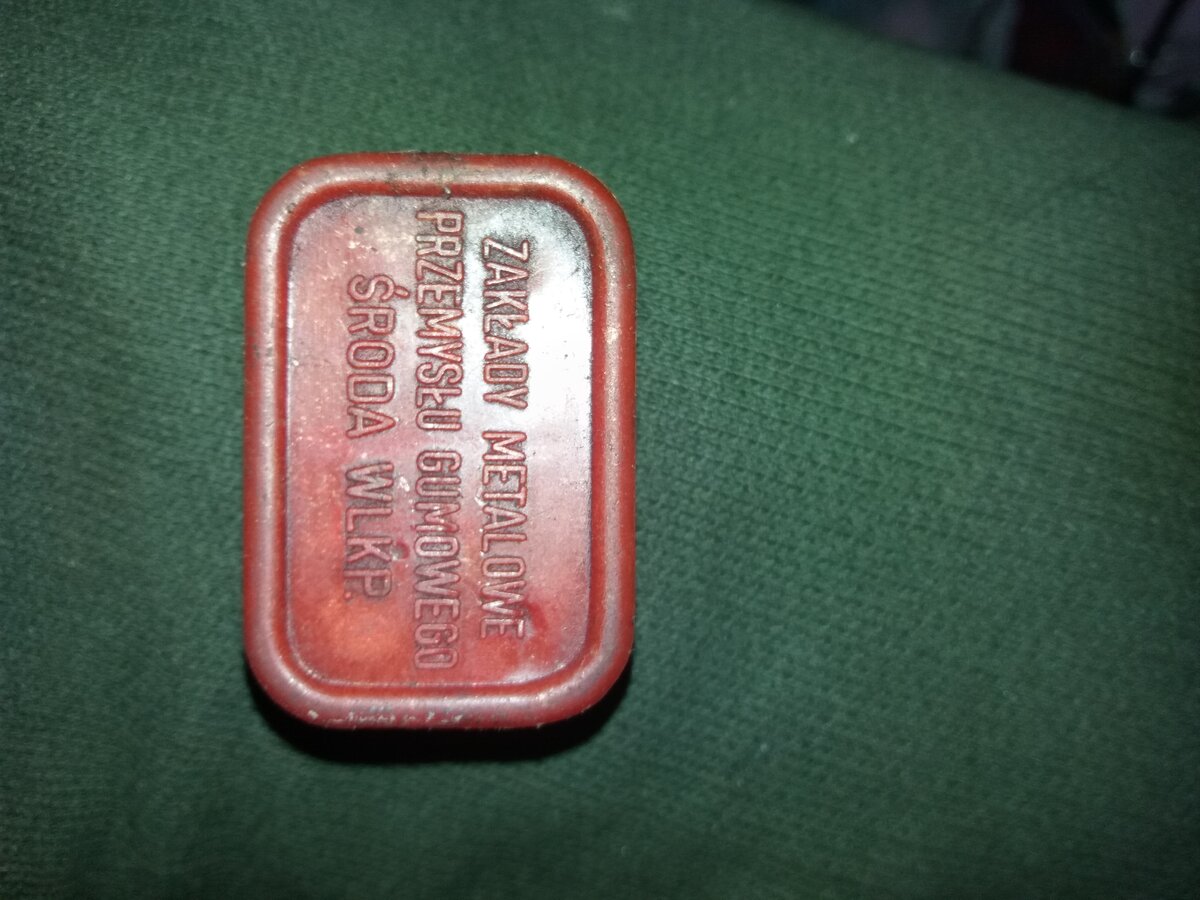 ZAKŁADY METALOWE
PRZEMYSŁU GUMOWEGO
ŚRODA WLKP.